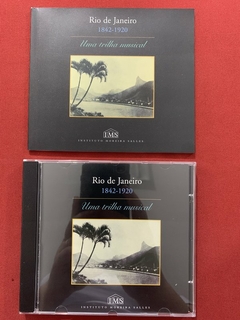 Rio de Janeiro
1842-1920
Uma trilha musical
IMS
INSTITUTO MOREIRA SALLES
Rio de Janeiro
1842-1920
Uma trilha musical
IMS
INSTITUTO MOREIRA SALLES